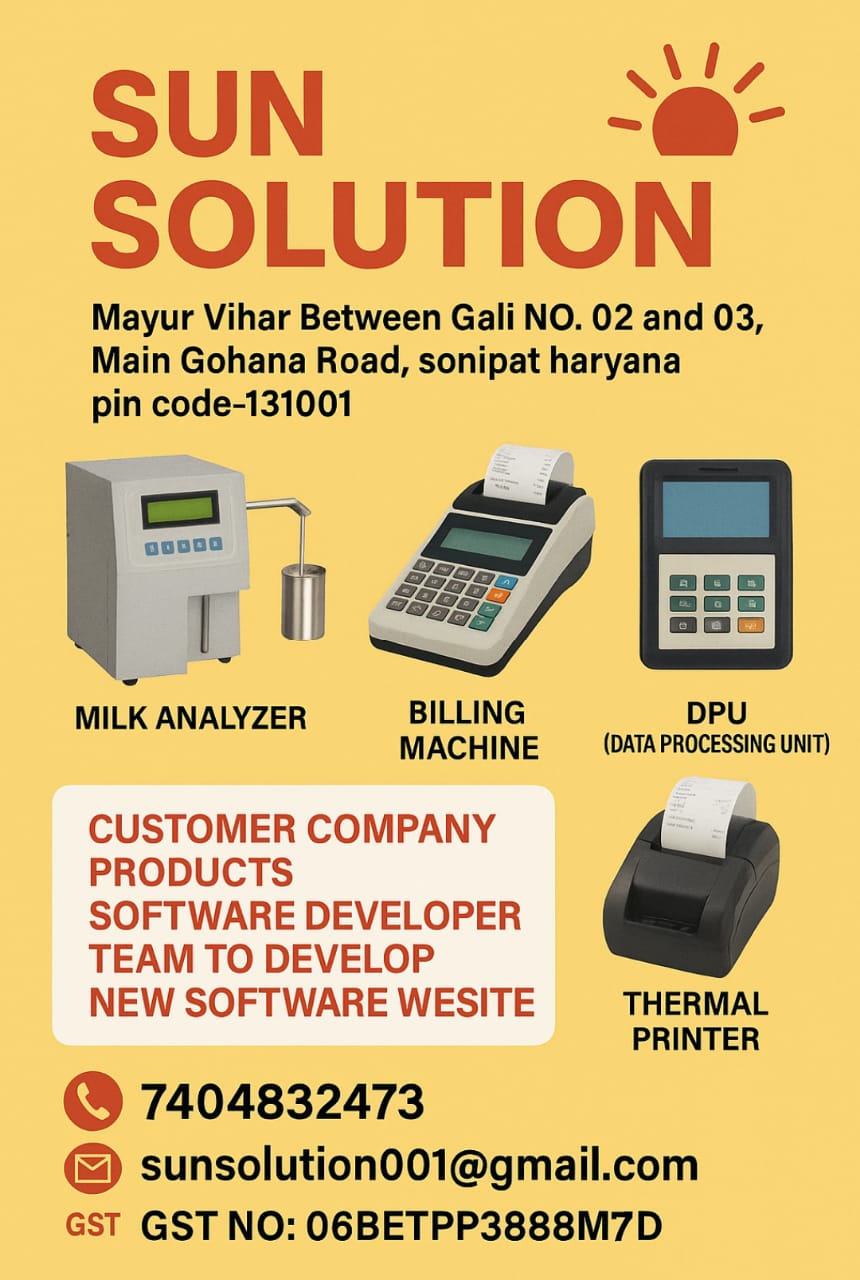 SUN
SOLUTION
Mayur Vihar Between Gali NO. 02 and 03,
Main Gohana Road, sonipat haryana
pin code-131001
MILK ANALYZER
BILLING
MACHINE
DPU
(DATA PROCESSING UNIT)
CUSTOMER COMPANY
PRODUCTS
SOFTWARE DEVELOPER
TEAM TO DEVELOP
NEW SOFTWARE WESITE
THERMAL
PRINTER
7404832473
sunsolution001@gmail.com
GST GST NO: 06BETPP3888M7D